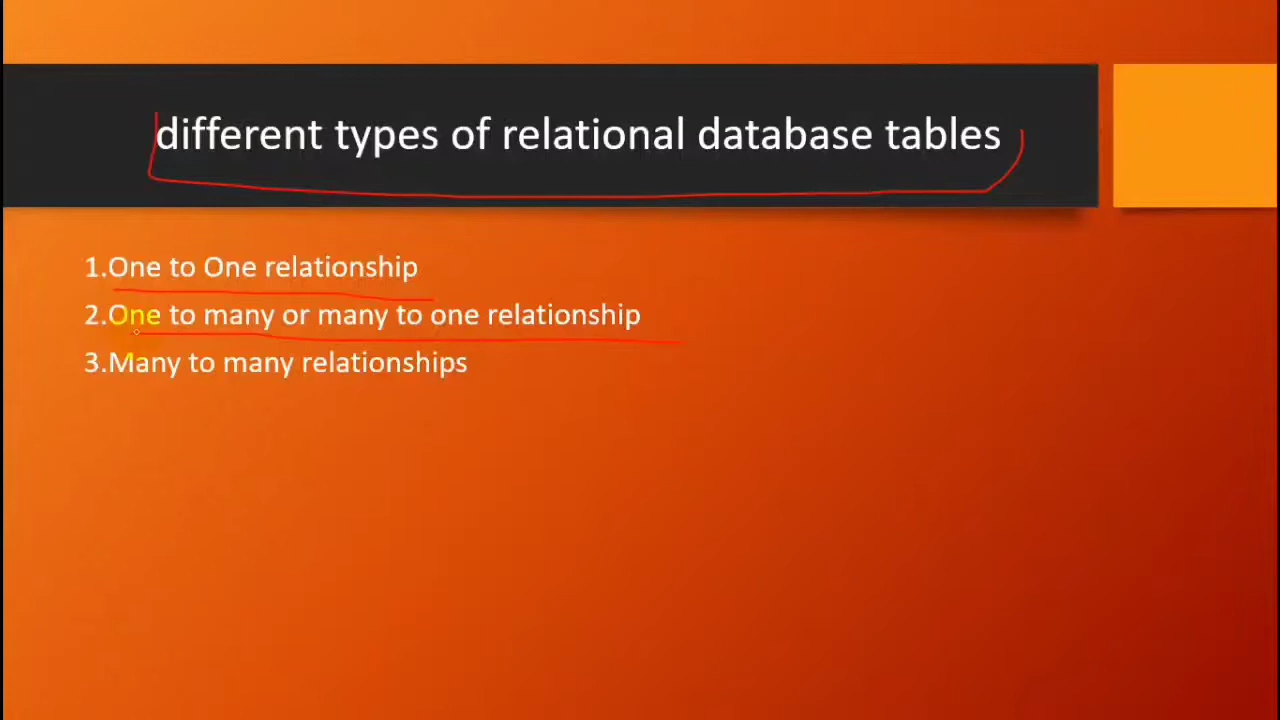 different types of relational database tables
1.One to One relationship
2.One to many or many to one relationship
3.Many to many relationships